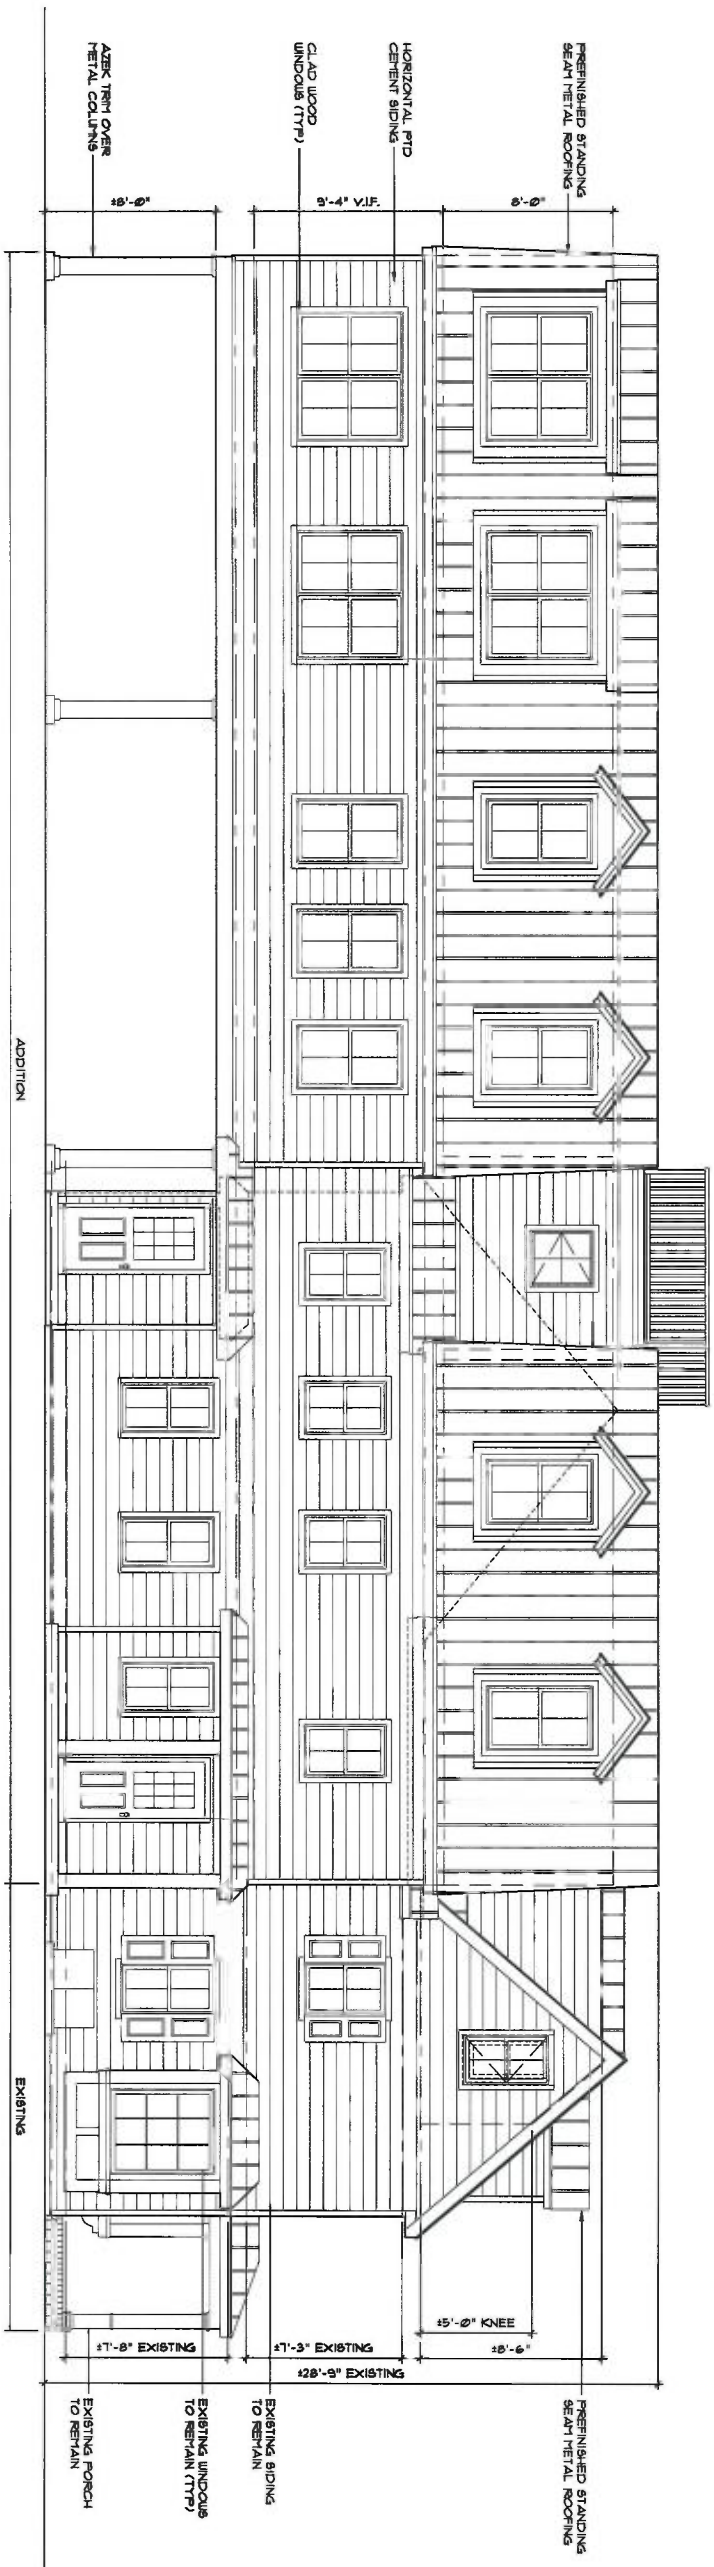 PREFINISHED STANDING
SEAM METAL ROOFING
HORIZONTAL PTD
CEMENT SIDING
CLAD WOOD
WINDOWS (TYP)
AZEK TRIM OVER
METAL COLUMNS
8'-0"
9'-4" V.I.F.
±8'-0"
ADDITION
EXISTING
±5'-0" KNEE
±8'-6"
±7'-3" EXISTING
±7'-8" EXISTING
±28'-9" EXISTING
PREFINISHED STANDING
SEAM METAL ROOFING
EXISTING SIDING
TO REMAIN
EXISTING WINDOWS
TO REMAIN (TYP)
EXISTING PORCH
TO REMAIN